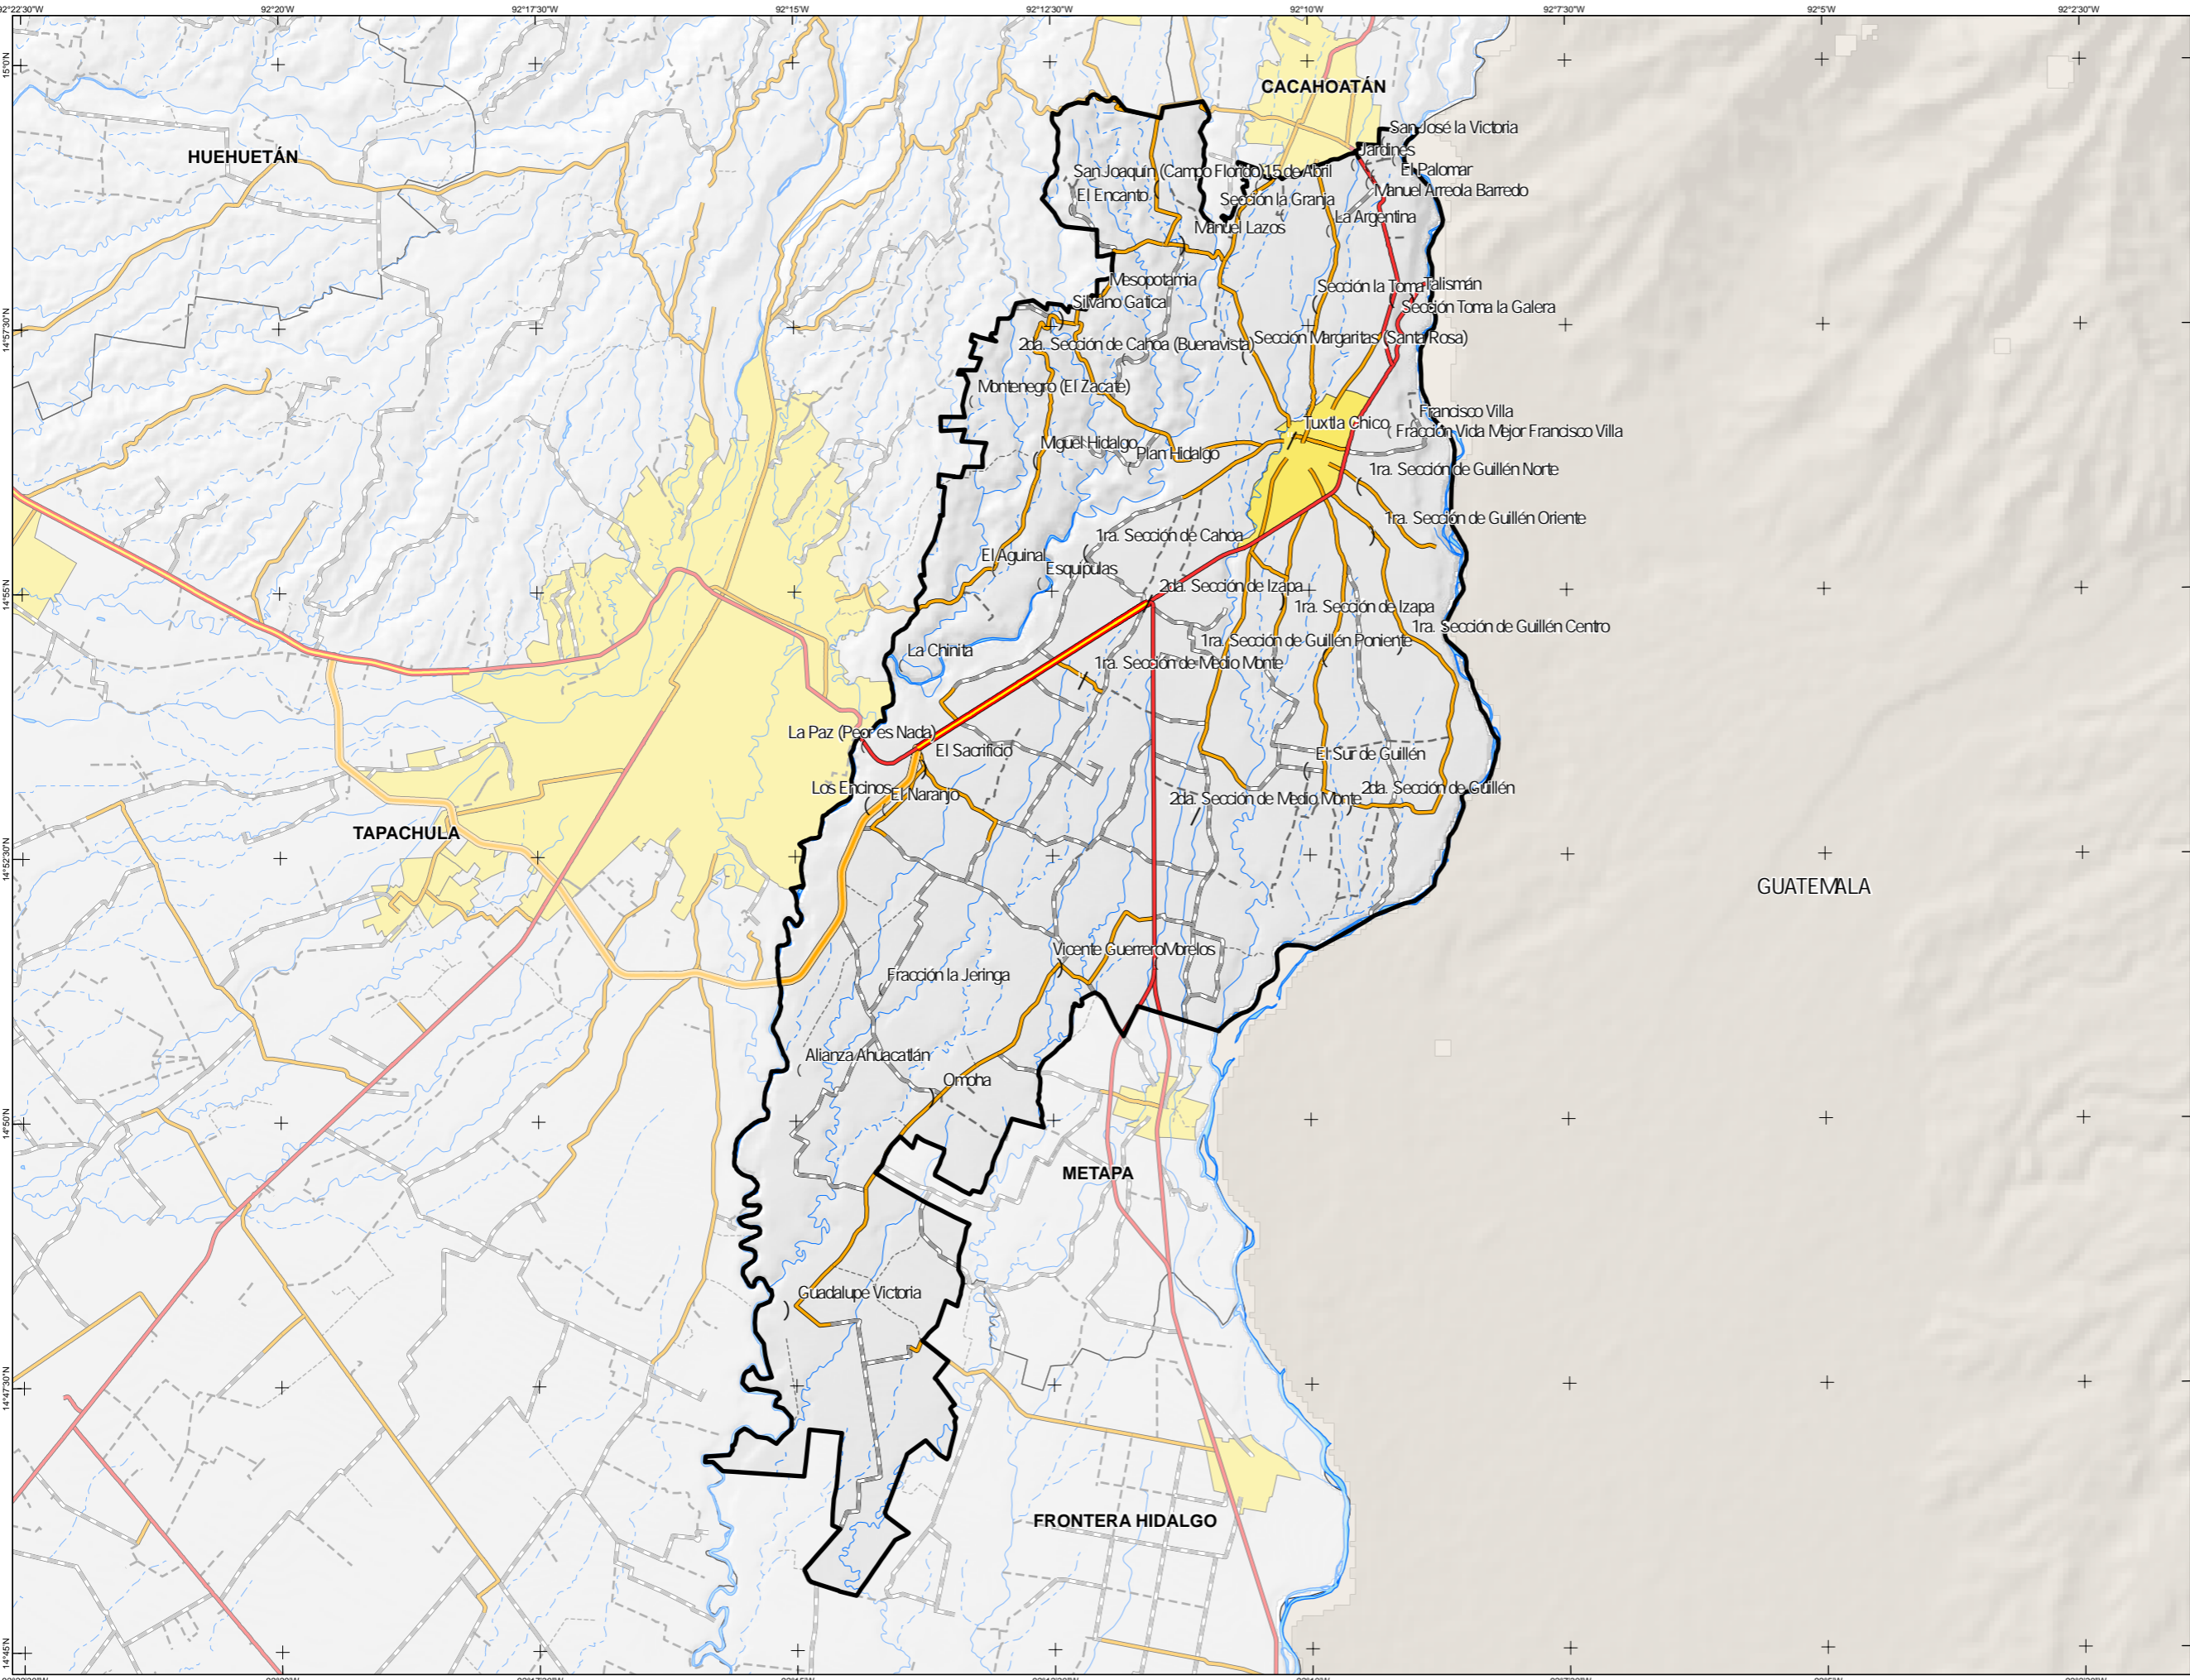 92°22'30"W
92°20'W
92°17'30"W
92°15'W
92°12'30"W
92°10'W
92°7'30"W
92°5'W
92°2'30"W
15°0'N
14°57'30"N
14°55'N
14°52'30"N
14°50'N
14°47'30"N
14°45'N
CACAHOATÁN
HUEHUETÁN
San José la Victoria
Jardines
San Joaquín (Campo Florido)
15 de Abril
El Palomar
El Encanto
Manuel Arreola Barredo
Sección la Granja
La Argentina
Manuel Lazos
Mesopotamia
Sección la Toma
Talismán
Silvano Gatica
Sección Toma la Galera
2da. Sección de Cahoa (Buenavista)
Sección Margaritas (Santa Rosa)
Montenegro (El Zacate)
Francisco Villa
Tuxtla Chico
Fracción Vida Mejor Francisco Villa
Miguel Hidalgo
Plan Hidalgo
1ra. Sección de Guillén Norte
1ra. Sección de Guillén Oriente
1ra. Sección de Cahoa
El Aguinal
Esquipulas
2da. Sección de Izapa
1ra. Sección de Izapa
1ra. Sección de Guillén Centro
1ra. Sección de Guillén Poniente
La Chinita
1ra. Sección de Medio Monte
La Paz (Peor es Nada)
El Sacrificio
El Sur de Guillén
Los Encinos
El Naranjo
2da. Sección de Medio Monte
2da. Sección de Guillén
TAPACHULA
GUATEMALA
Vicente Guerrero
Morelos
Fracción la Jeringa
Alianza Ahuacatlán
Omoha
METAPA
Guadalupe Victoria
FRONTERA HIDALGO